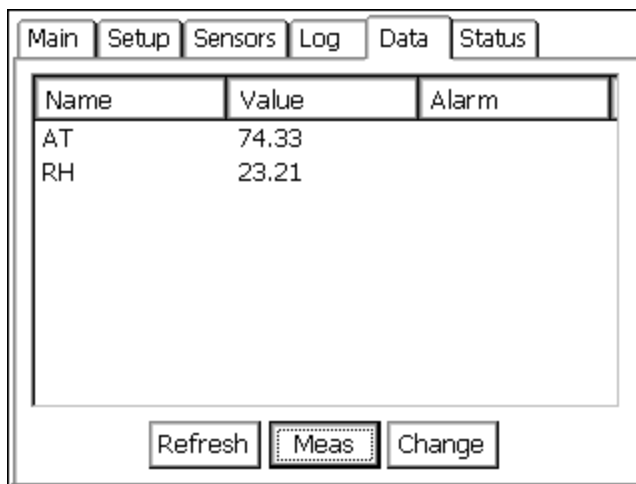 Main Setup Sensors Log Data Status
Name Value Alarm
AT 74.33
RH 23.21
Refresh Meas Change